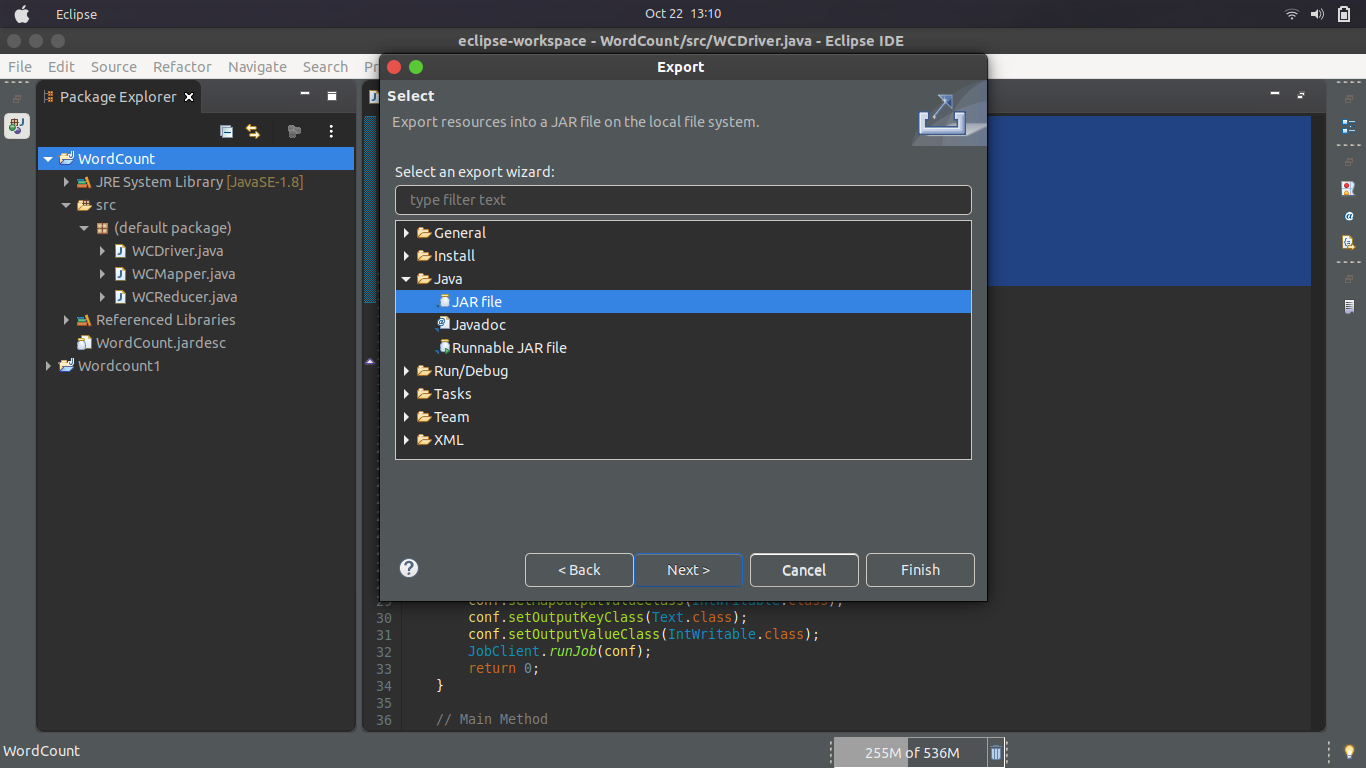 Eclipse
Oct 22 13:10
eclipse-workspace - WordCount/src/WCDriver.java - Eclipse IDE
File Edit Source Refactor Navigate Search Pr
Export
Package Explorer
WordCount
JRE System Library [JavaSE-1.8]
src
(default package)
WCDriver.java
WCMapper.java
WCReducer.java
Referenced Libraries
WordCount.jardesc
Wordcount1
Select
Export resources into a JAR file on the local file system.
Select an export wizard:
type filter text
General
Install
Java
JAR file
Javadoc
Runnable JAR file
Run/Debug
Tasks
Team
XML
< Back Next > Cancel Finish
29 conf.setMapOutputValueClass(IntWritable.class);
30 conf.setOutputKeyClass(Text.class);
31 conf.setOutputValueClass(IntWritable.class);
32 JobClient.runJob(conf);
33 return 0;
34 }
35
36 // Main Method
WordCount
255M of 536M